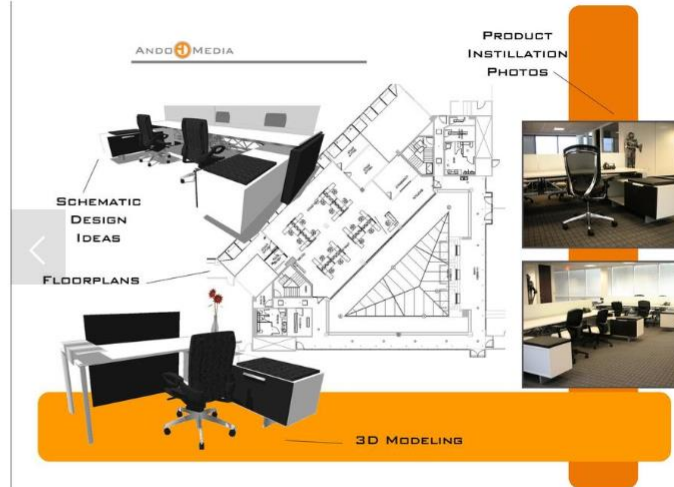 ANDO MEDIA
PRODUCT
INSTILLATION
PHOTOS
SCHEMATIC
DESIGN
IDEAS
FLOORPLANS
3D MODELING